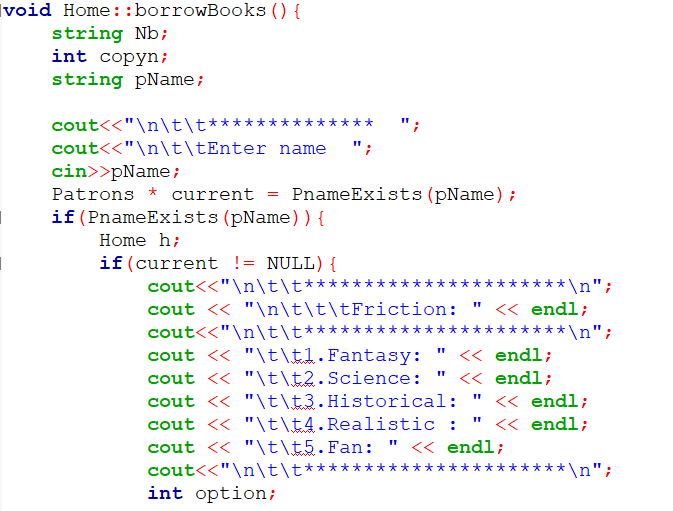 void Home::borrowBooks(){
    string Nb;
    int copyn;
    string pName;

    cout<<"\n\t\t**************  ";
    cout<<"\n\t\tEnter name  ";
    cin>>pName;
    Patrons * current = PnameExists(pName);
    if(PnameExists(pName)){
        Home h;
        if(current != NULL){
            cout<<"\n\t\t**********************\n";
            cout << "\n\t\t\tFriction: " << endl;
            cout<<"\n\t\t**********************\n";
            cout << "\t\t1.Fantasy: " << endl;
            cout << "\t\t2.Science: " << endl;
            cout << "\t\t3.Historical: " << endl;
            cout << "\t\t4.Realistic : " << endl;
            cout << "\t\t5.Fan: " << endl;
            cout<<"\n\t\t**********************\n";
            int option;